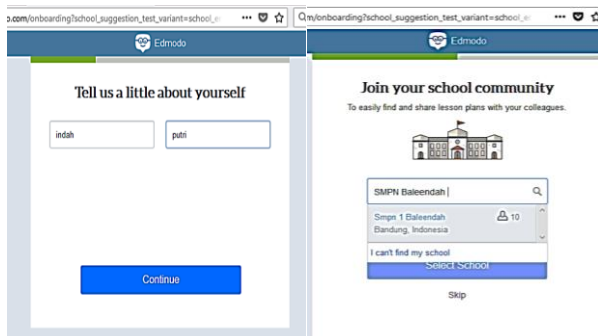 o.com/onboarding?school_suggestion_test_variant=school_e
Edmodo
Tell us a little about yourself
indah
putri
Continue
m/onboarding?school_suggestion_test_variant=school_e
Edmodo
Join your school community
To easily find and share lesson plans with your colleagues.
SMPN Baleendah
Smpn 1 Baleendah
10
Bandung, Indonesia
I can't find my school
Select School
Skip